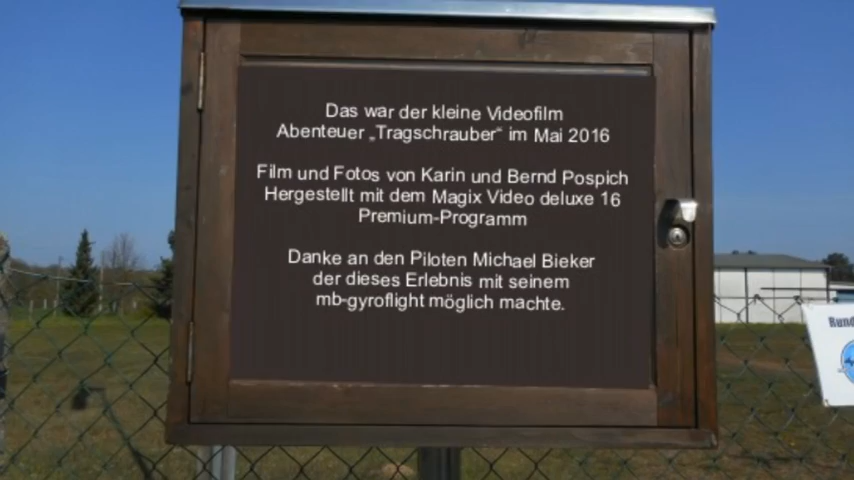 Das war der kleine Videofilm
Abenteuer „Tragschrauber“ im Mai 2016
Film und Fotos von Karin und Bernd Pospich
Hergestellt mit dem Magix Video deluxe 16
Premium-Programm
Danke an den Piloten Michael Bieker
der dieses Erlebnis mit seinem
mb-gyroflight möglich machte.
Rund